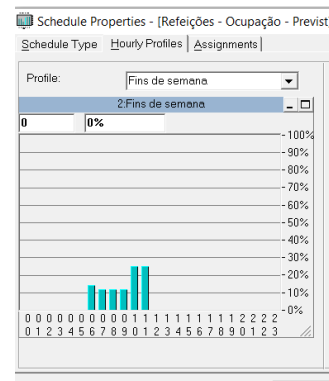 Schedule Properties - [Refeições - Ocupação - Previst
Schedule Type Hourly Profiles Assignments
Profile: Fins de semana
2:Fins de semana
0 0%
100%
90%
80%
70%
60%
50%
40%
30%
20%
10%
0%
0 0 0 0 0 0 0 0 0 0 1 1 1 1 1 1 1 1 1 1 2 2 2 2
0 1 2 3 4 5 6 7 8 9 0 1 2 3 4 5 6 7 8 9 0 1 2 3